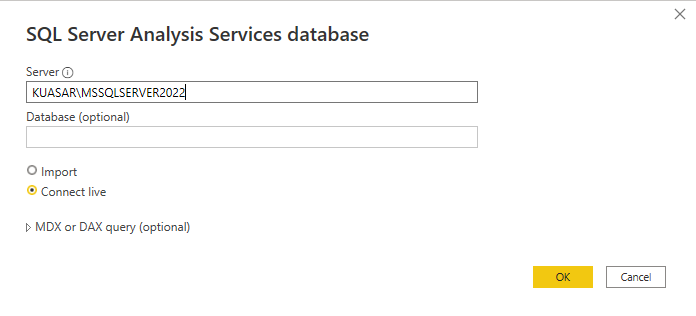 SQL Server Analysis Services database
Server
KUASAR\MSSQLSERVER2022
Database (optional)
Import
Connect live
MDX or DAX query (optional)
OK Cancel